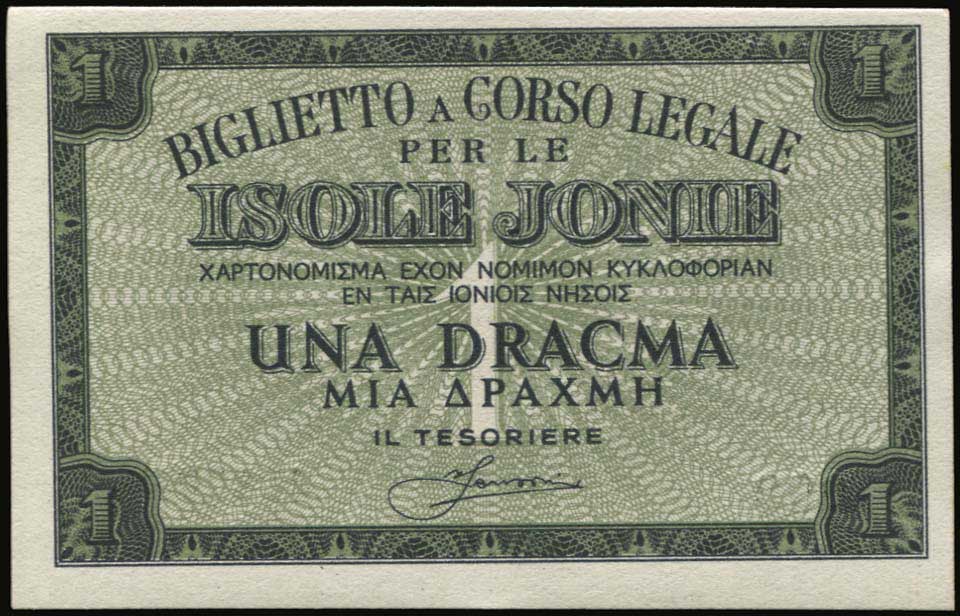 1 1
BIGLIETTO A CORSO LEGALE
PER LE
ISOLE JONIE
ΧΑΡΤΟΝΟΜΙΣΜΑ ΕΧΟΝ ΝΟΜΙΜΟΝ ΚΥΚΛΟΦΟΡΙΑΝ
ΕΝ ΤΑΙΣ ΙΟΝΙΟΙΣ ΝΗΣΟΙΣ
UNA DRACMA
ΜΙΑ ΔΡΑΧΜΗ
IL TESORIERE
1 1